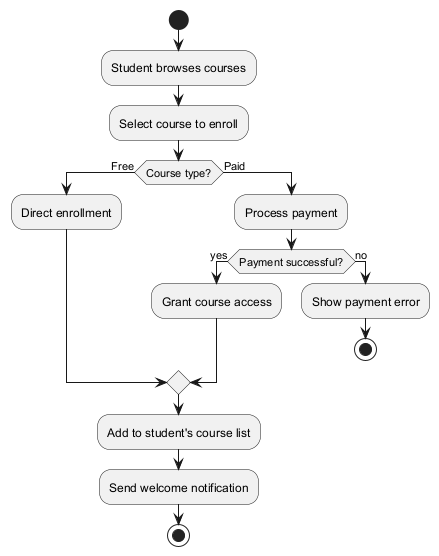 Student browses courses
Select course to enroll
Free
Course type?
Paid
Direct enrollment
Process payment
yes
Payment successful?
no
Grant course access
Show payment error
Add to student's course list
Send welcome notification